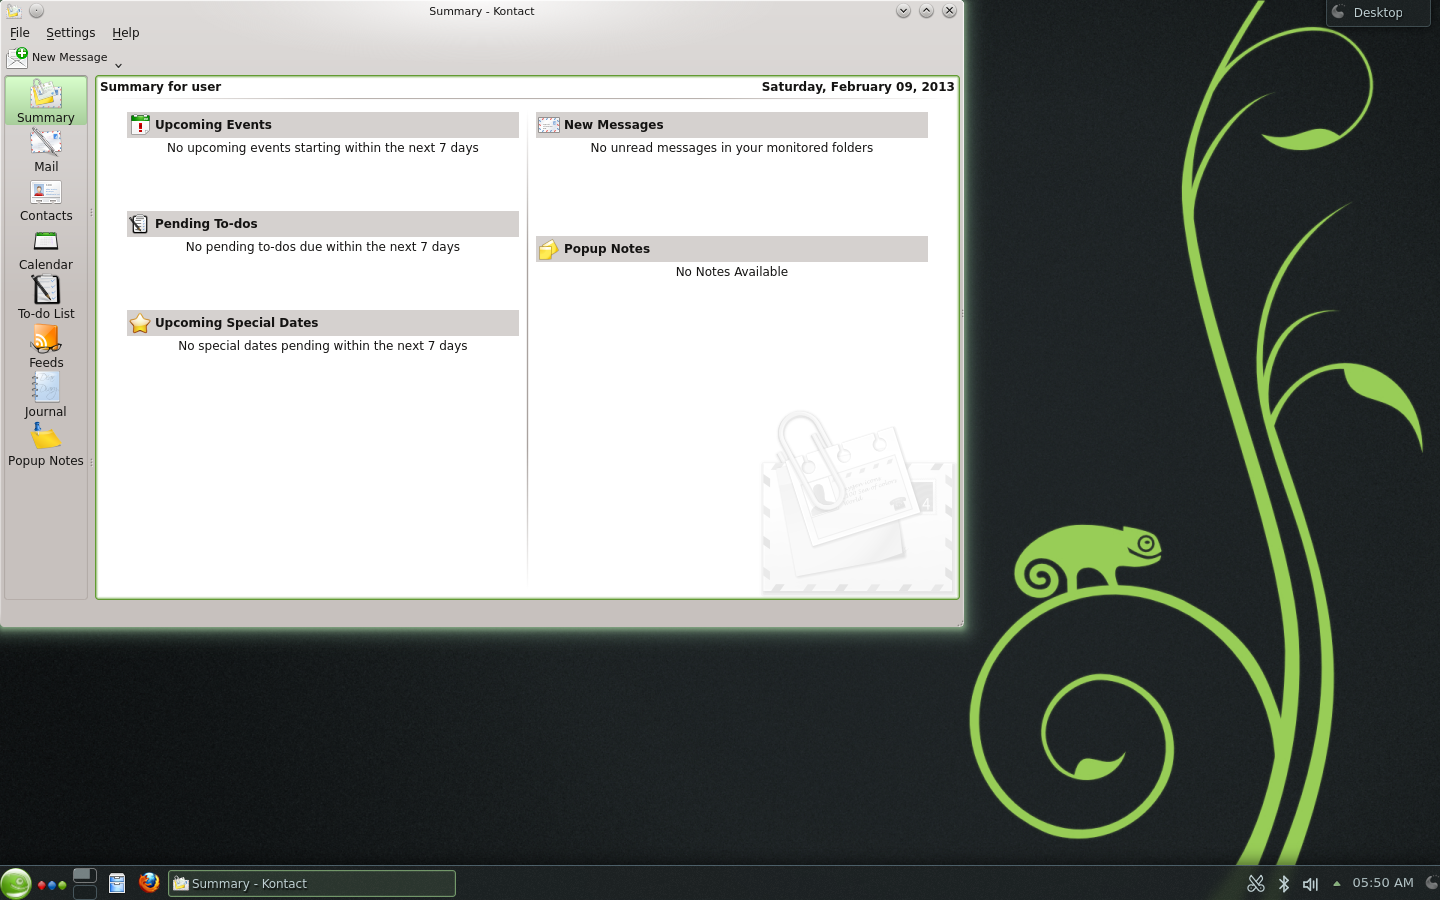 Summary - Kontact
Desktop
File Settings Help
New Message
Summary for user
Saturday, February 09, 2013
Summary
Mail
Contacts
Calendar
To-do List
Feeds
Journal
Popup Notes
Upcoming Events
No upcoming events starting within the next 7 days
Pending To-dos
No pending to-dos due within the next 7 days
Upcoming Special Dates
No special dates pending within the next 7 days
New Messages
No unread messages in your monitored folders
Popup Notes
No Notes Available
4
Summary - Kontact
05:50 AM